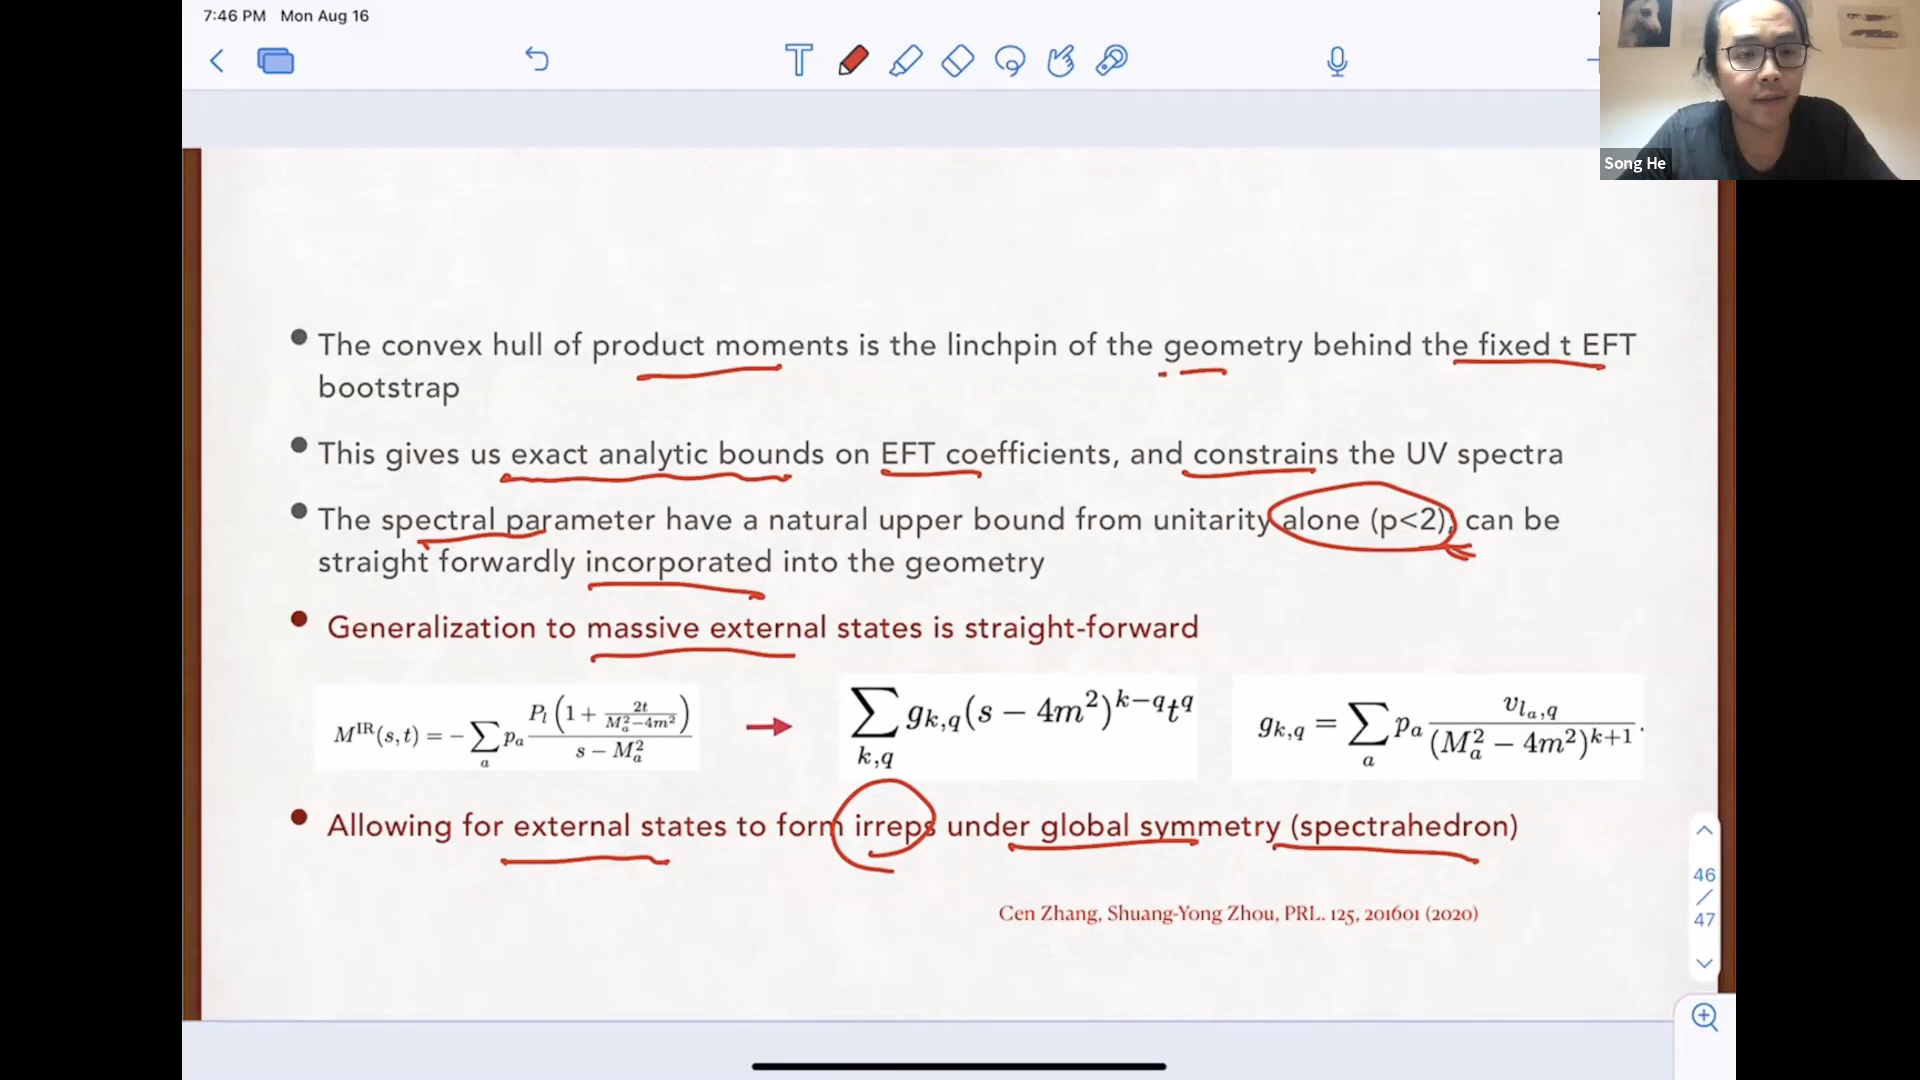 7:46 PM Mon Aug 16
Song He
The convex hull of product moments is the linchpin of the geometry behind the fixed t EFT
bootstrap
This gives us exact analytic bounds on EFT coefficients, and constrains the UV spectra
The spectral parameter have a natural upper bound from unitarity alone (p<2), can be
straight forwardly incorporated into the geometry
Generalization to massive external states is straight-forward
M^{IR}(s,t) = -\sum_a p_a \frac{P_l\left(1+\frac{2t}{M_a^2-4m^2}\right)}{s-M_a^2} → \sum_{k,q} g_{k,q}(s-4m^2)^{k-q}t^q g_{k,q} = \sum_a p_a \frac{v_{l_a,q}}{(M_a^2-4m^2)^{k+1}}.
Allowing for external states to form irreps under global symmetry (spectrahedron)
Cen Zhang, Shuang-Yong Zhou, PRL. 125, 201601 (2020)
46
/
47